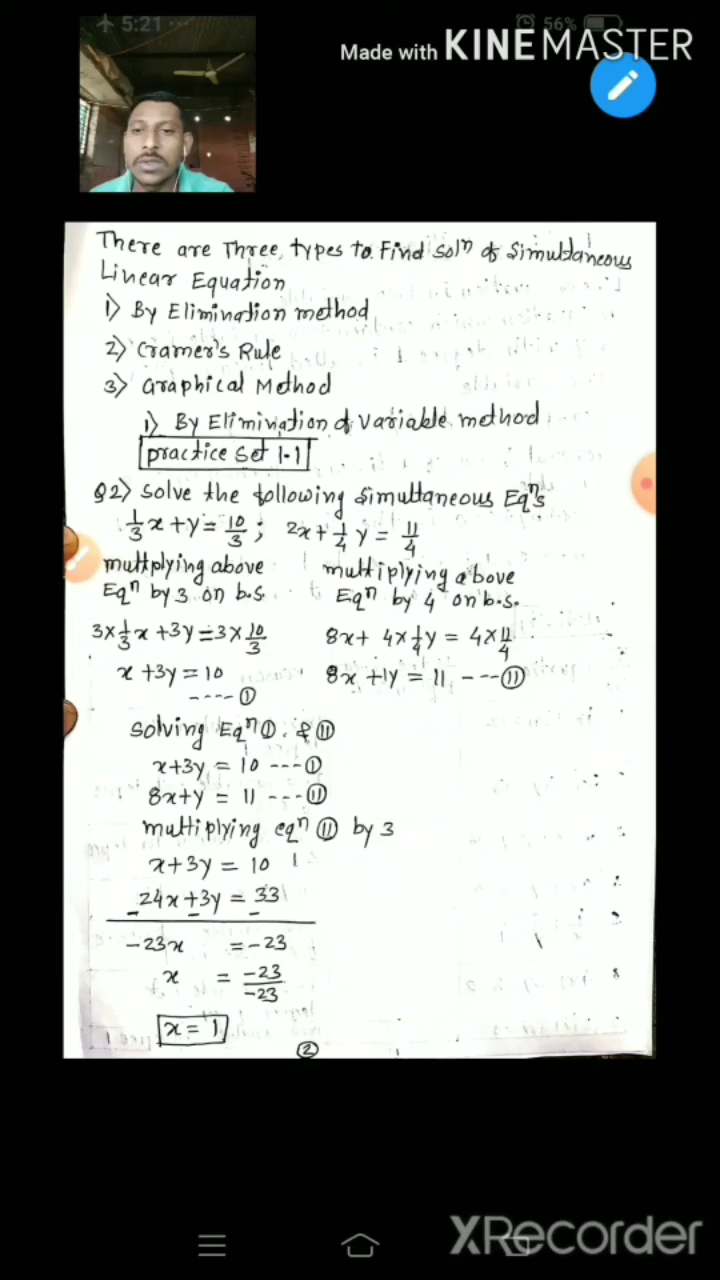 5:21
56%
Made with KINEMASTER
There are Three types to Find Solⁿ of Simultaneous
Linear Equation
1) By Elimination method
2) Cramer's Rule
3) Graphical Method
1) By Elimination of Variable method
practice Set 1.1
Q2) Solve the following Simultaneous Eqⁿs
1/3 x + y = 10/3 ; 2x + 1/4 y = 11/4
multplying above multiplying above
Eqⁿ by 3 on b.s. Eqⁿ by 4 on b.s.
3 × 1/3 x + 3y = 3 × 10/3 8x + 4 × 1/4 y = 4 × 11/4
x + 3y = 10 8x + 1y = 11 --- (II)
---- (I)
solving Eqⁿ (I) & (II)
x + 3y = 10 --- (I)
8x + y = 11 --- (II)
multiplying eqⁿ (II) by 3
x + 3y = 10
24x + 3y = 33
- - -
-23x = -23
x = -23/-23
x = 1
(2)
XRecorder